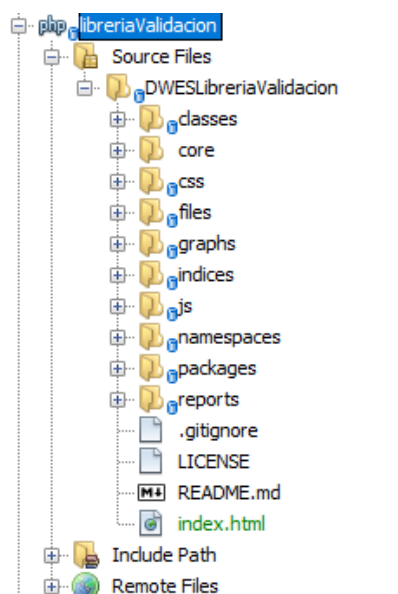 php libreriaValidacion
Source Files
DWESLibreriaValidacion
classes
core
css
files
graphs
indices
js
namespaces
packages
reports
.gitignore
LICENSE
M↓ README.md
index.html
Include Path
Remote Files